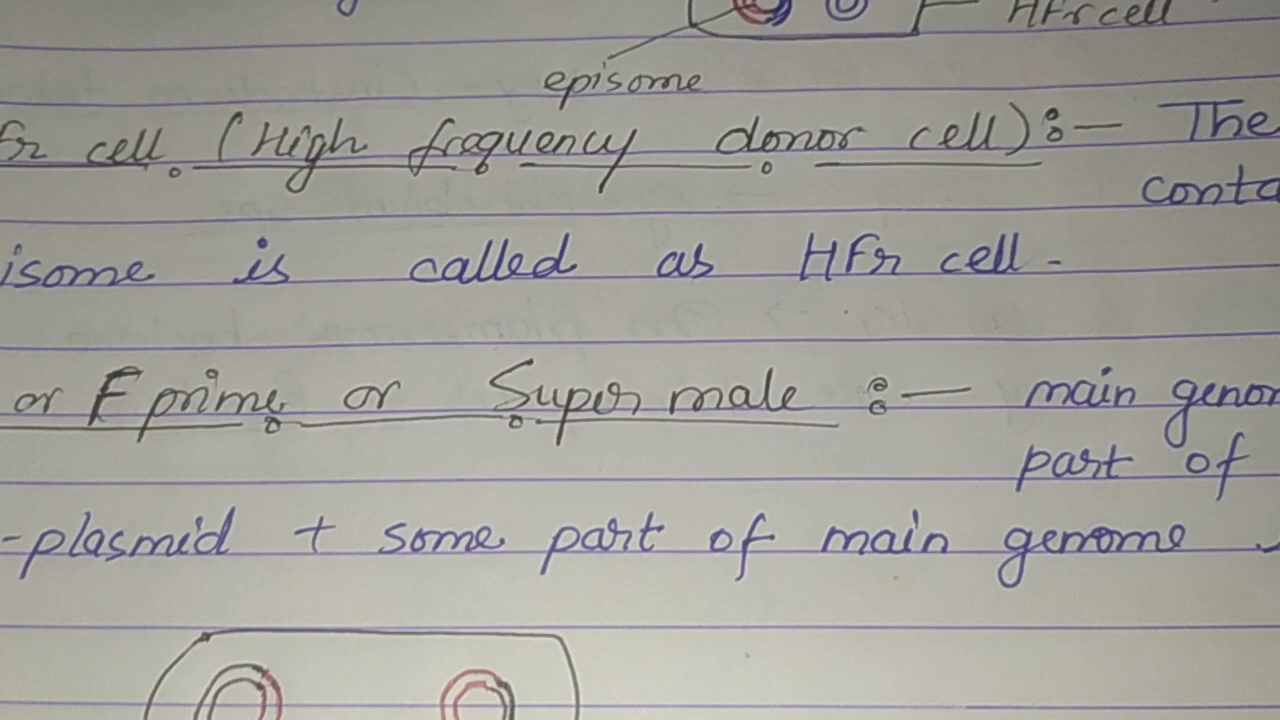 HFr cell
episome
Fr cell. (High frequency donor cell):- The
conta
isome is called as HFr cell.
or F prime or Super male :- main genom
part of
-plasmid + some part of main genome